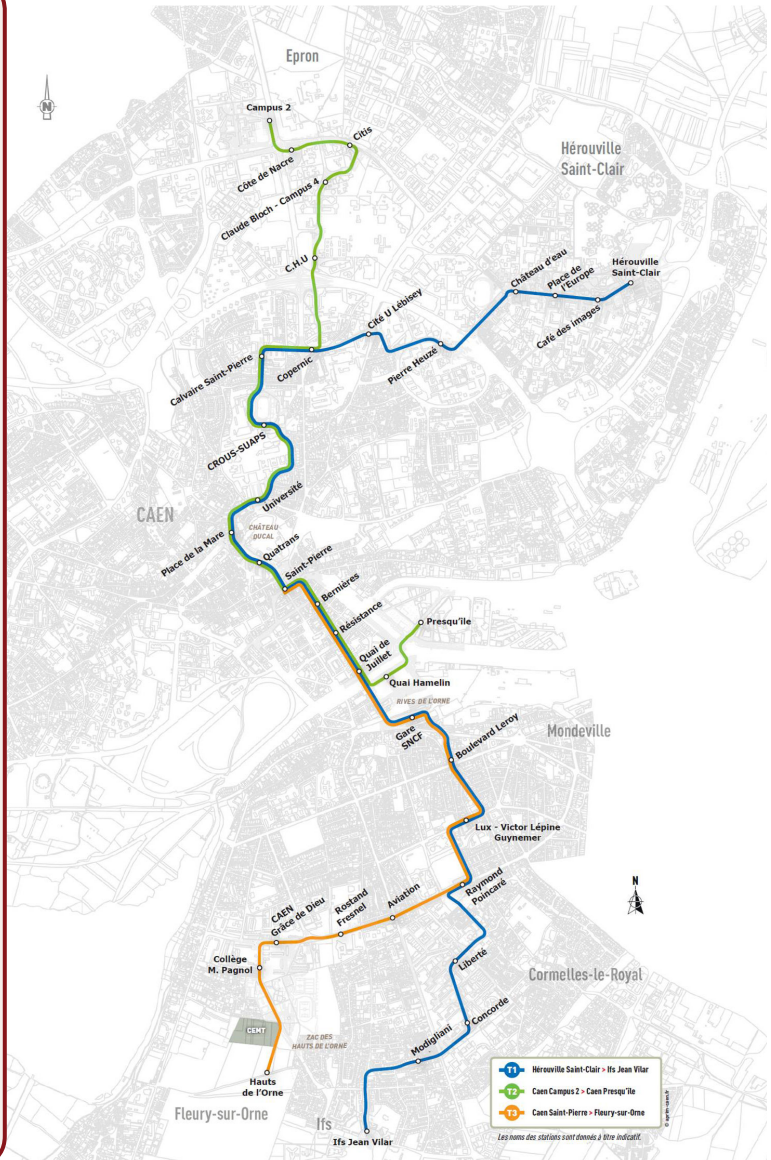 Epron
N
Campus 2
Citis
Côte de Nacre
Hérouville
Saint-Clair
Claude Bloch - Campus 4
C.H.U
Château d'eau
Place de
l'Europe
Hérouville
Saint-Clair
Café des images
Cité U Lébisey
Pierre Heuzé
Copernic
Calvaire Saint-Pierre
CROUS-SUAPS
Université
CAEN
CHÂTEAU
DUCAL
Place de la Mare
Quatrans
Saint-Pierre
Bernières
Résistance
Presqu'île
Quai de
Juillet
Quai Hamelin
RIVES DE L'ORNE
Gare
SNCF
Mondeville
Boulevard Leroy
Lux - Victor Lépine
Guynemer
N
Raymond
Poincaré
Aviation
Rostand
Fresnel
CAEN
Grâce de Dieu
Collège
M. Pagnol
Liberté
Cormelles-le-Royal
Concorde
CEMT
ZAC DES
HAUTS DE L'ORNE
Modigliani
Hauts
de l'Orne
Fleury-sur-Orne
Ifs
Ifs Jean Vilar
T1 Hérouville Saint-Clair > Ifs Jean Vilar
T2 Caen Campus 2 > Caen Presqu'île
T3 Caen Saint-Pierre > Fleury-sur-Orne
Les noms des stations sont donnés à titre indicatif.